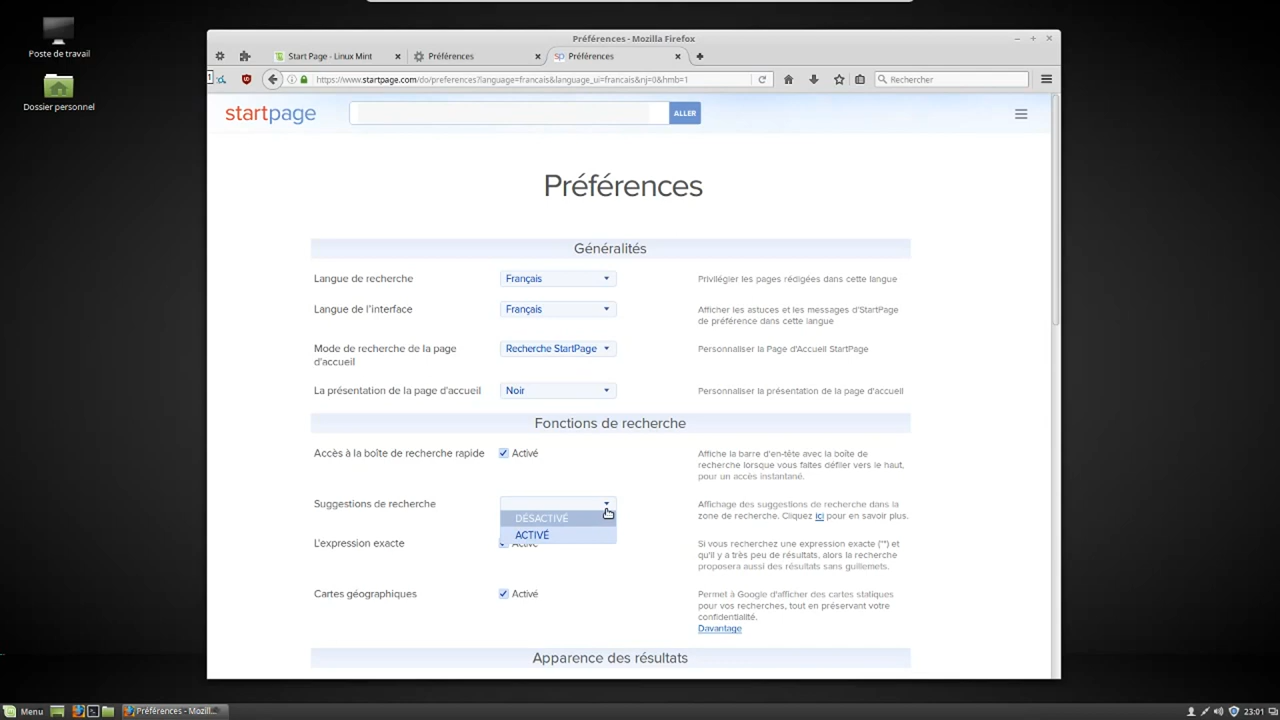 Poste de travail
Dossier personnel
Préférences - Mozilla Firefox
Start Page - Linux Mint
Préférences
Préférences
https://www.startpage.com/do/preferences?language=francais&language_ui=francais&nj=0&hmb=1
Rechercher
startpage
ALLER
Préférences
Généralités
Langue de recherche
Français
Privilégier les pages rédigées dans cette langue
Langue de l'interface
Français
Afficher les astuces et les messages d'StartPage
de préférence dans cette langue
Mode de recherche de la page
d'accueil
Recherche StartPage
Personnaliser la Page d'Accueil StartPage
La présentation de la page d'accueil
Noir
Personnaliser la présentation de la page d'accueil
Fonctions de recherche
Accès à la boîte de recherche rapide
Activé
Affiche la barre d'en-tête avec la boîte de
recherche lorsque vous faites défiler vers le haut,
pour un accès instantané.
Suggestions de recherche
DÉSACTIVÉ
ACTIVÉ
Affichage des suggestions de recherche dans la
zone de recherche. Cliquez ici pour en savoir plus.
L'expression exacte
Activé
Si vous recherchez une expression exacte ("") et
qu'il y a très peu de résultats, alors la recherche
proposera aussi des résultats sans guillemets.
Cartes géographiques
Activé
Permet à Google d'afficher des cartes statiques
pour vos recherches, tout en préservant votre
confidentialité.
Davantage
Apparence des résultats
Menu
Préférences - Mozill...
23:01